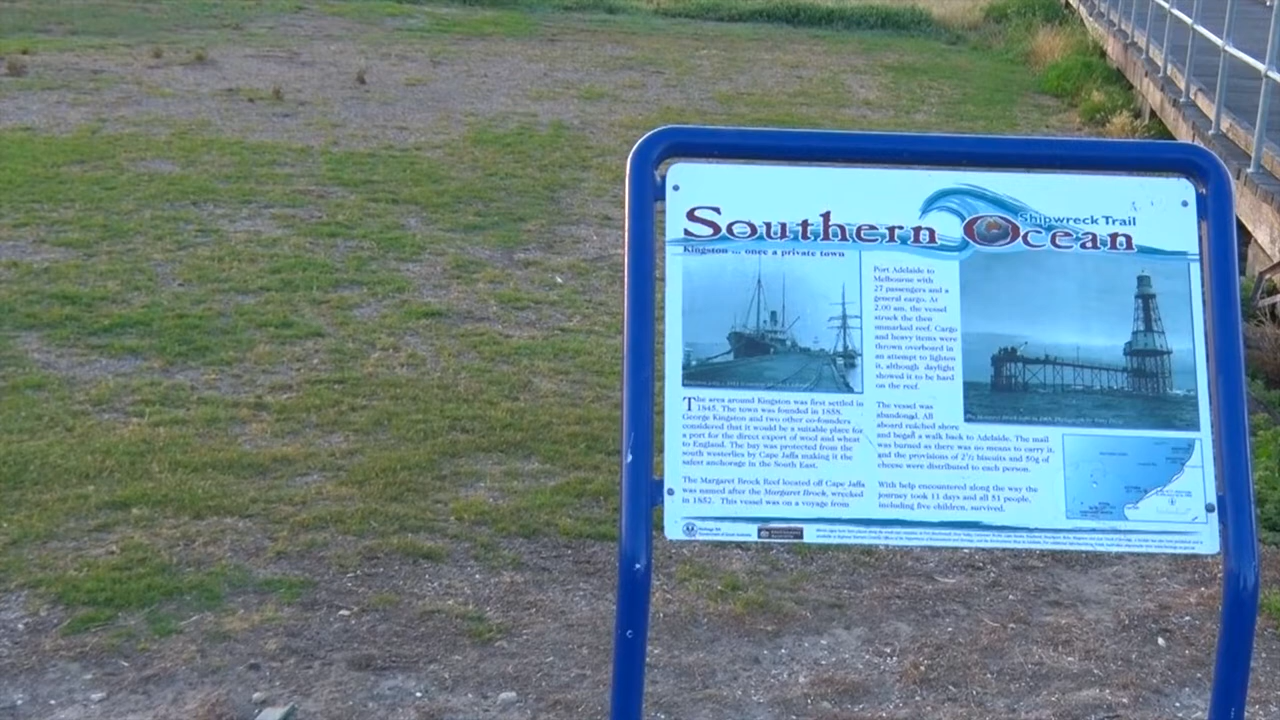 Southern Ocean
Shipwreck Trail
Kingston ... once a private town
The area around Kingston was first settled in
1845. The town was founded in 1858.
George Kingston and two other co-founders
considered that it would be a suitable place for
a port for the direct export of wool and wheat
to England. The bay was protected from the
south westerlies by Cape Jaffa making it the
safest anchorage in the South East.
The Margaret Brock Reef located off Cape Jaffa
was named after the Margaret Brock, wrecked
in 1852. This vessel was on a voyage from
Port Adelaide to
Melbourne with
27 passengers and a
general cargo. At
2.00 am, the vessel
struck the then
unmarked reef. Cargo
and heavy items were
thrown overboard in
an attempt to lighten
it, although daylight
showed it to be hard
on the reef.
The vessel was
abandoned. All
aboard reached shore
and began a walk back to Adelaide. The mail
was burned as there was no means to carry it,
and the provisions of 2½ biscuits and 50g of
cheese were distributed to each person.
With help encountered along the way the
journey took 11 days and all 51 people,
including five children, survived.
Heritage SA
Government of South Australia